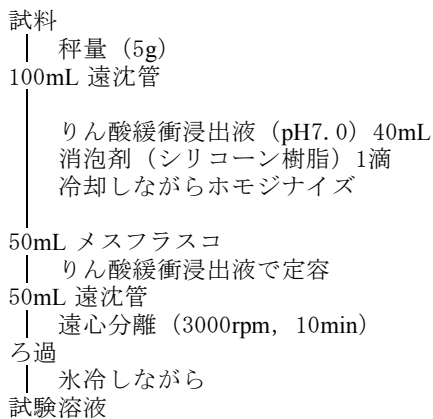 試料
秤量（5g）
100mL 遠沈管
りん酸緩衝浸出液（pH7.0）40mL
消泡剤（シリコーン樹脂）1滴
冷却しながらホモジナイズ
50mL メスフラスコ
りん酸緩衝浸出液で定容
50mL 遠沈管
遠心分離（3000rpm, 10min）
ろ過
氷冷しながら
試験溶液